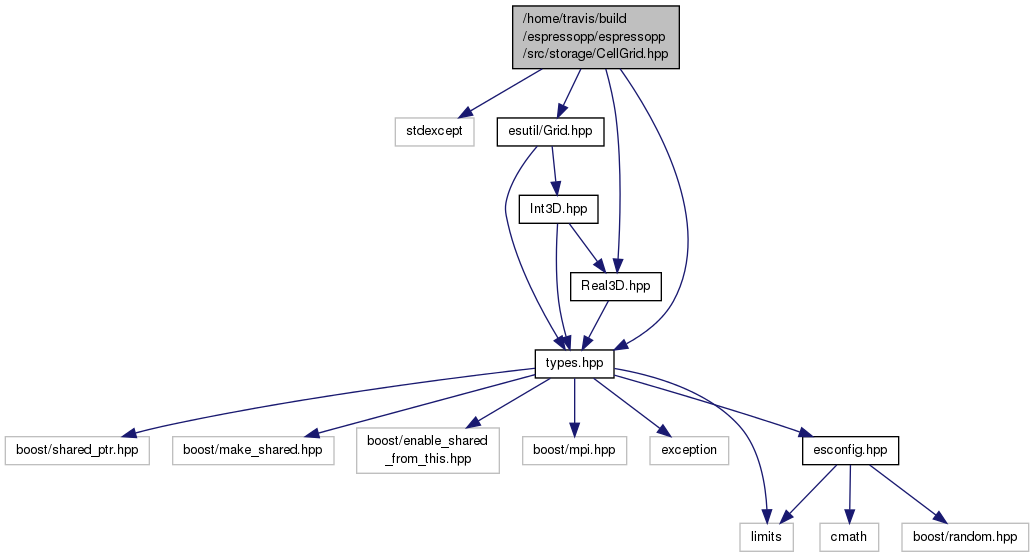 /home/travis/build
/espressopp/espressopp
/src/storage/CellGrid.hpp
stdexcept
esutil/Grid.hpp
Int3D.hpp
Real3D.hpp
types.hpp
boost/shared_ptr.hpp
boost/make_shared.hpp
boost/enable_shared
_from_this.hpp
boost/mpi.hpp
exception
esconfig.hpp
limits
cmath
boost/random.hpp